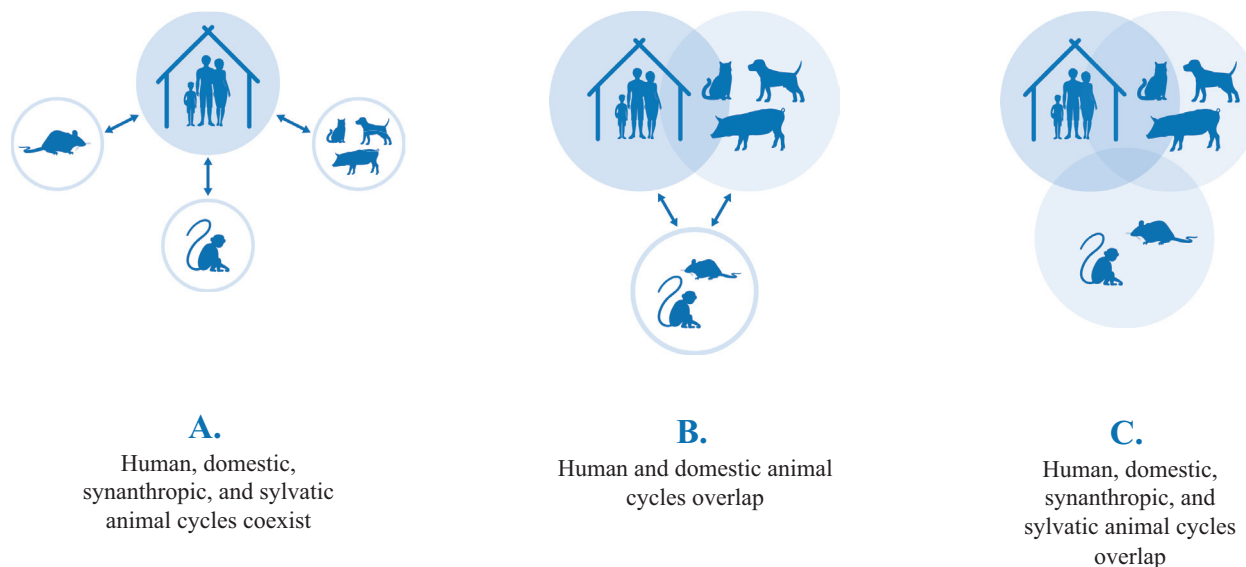 A.
Human, domestic,
synanthropic, and sylvatic
animal cycles coexist
B.
Human and domestic animal
cycles overlap
C.
Human, domestic,
synanthropic, and
sylvatic animal cycles
overlap